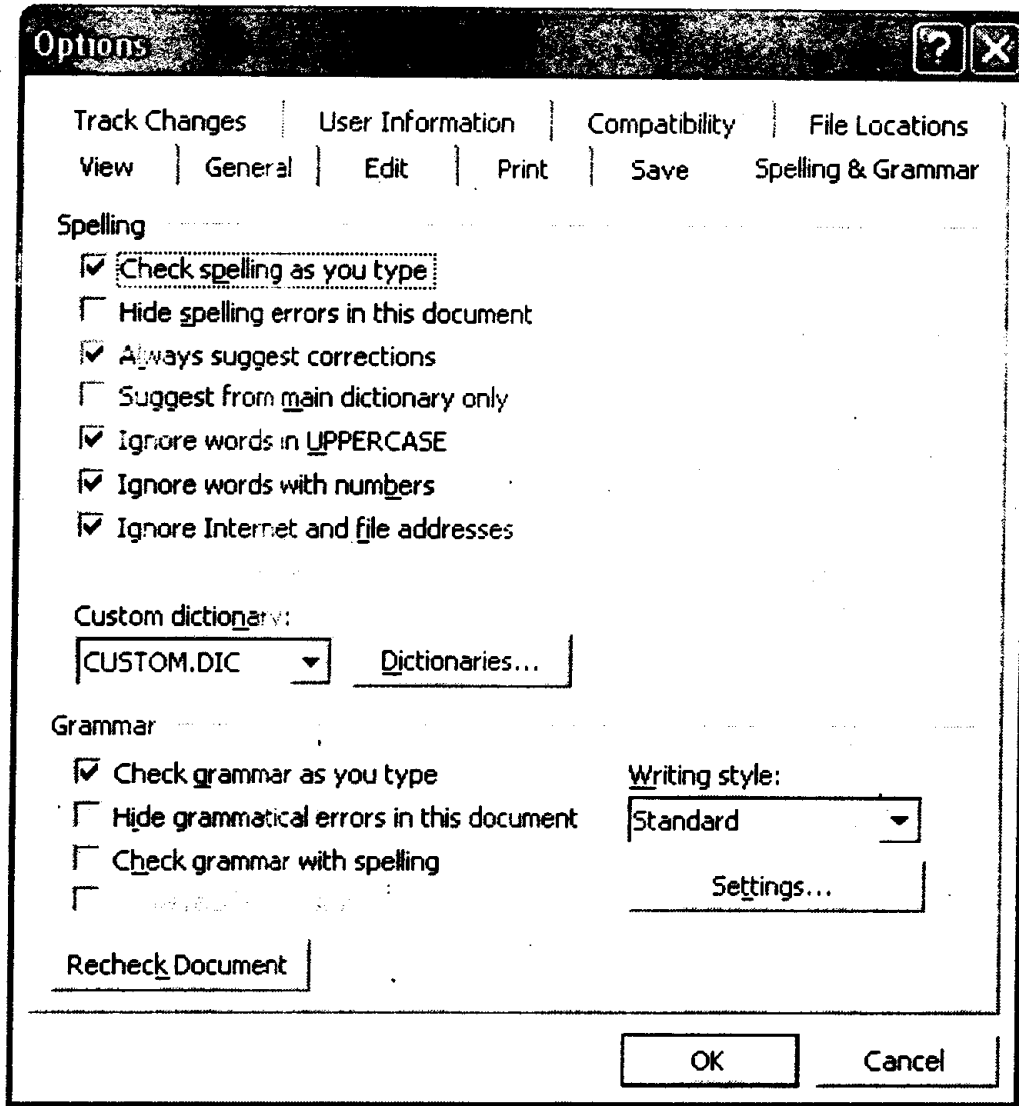 Options
Track Changes User Information Compatibility File Locations
View General Edit Print Save Spelling & Grammar
Spelling
Check spelling as you type
Hide spelling errors in this document
Always suggest corrections
Suggest from main dictionary only
Ignore words in UPPERCASE
Ignore words with numbers
Ignore Internet and file addresses
Custom dictionary:
CUSTOM.DIC Dictionaries...
Grammar
Check grammar as you type Writing style:
Hide grammatical errors in this document Standard
Check grammar with spelling
Settings...
Recheck Document
OK Cancel